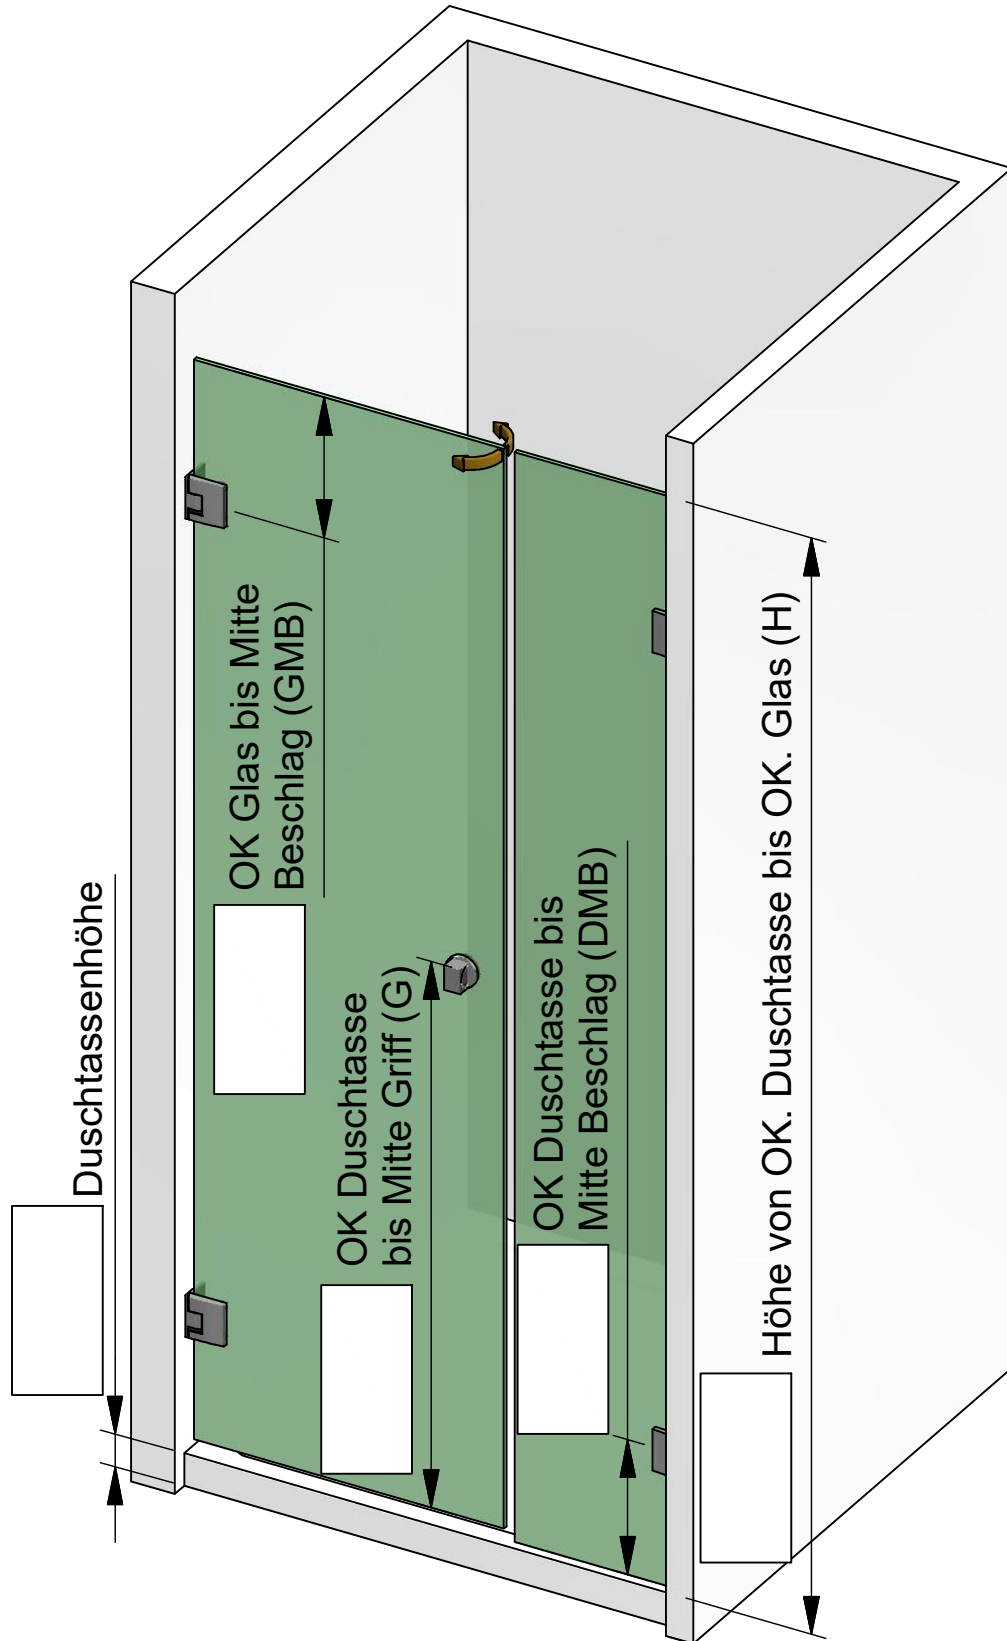 OK Glas bis Mitte
Beschlag (GMB)
Duschtassenhöhe
OK Duschtasse
bis Mitte Griff (G)
OK Duschtasse bis
Mitte Beschlag (DMB)
Höhe von OK. Duschtasse bis OK. Glas (H)